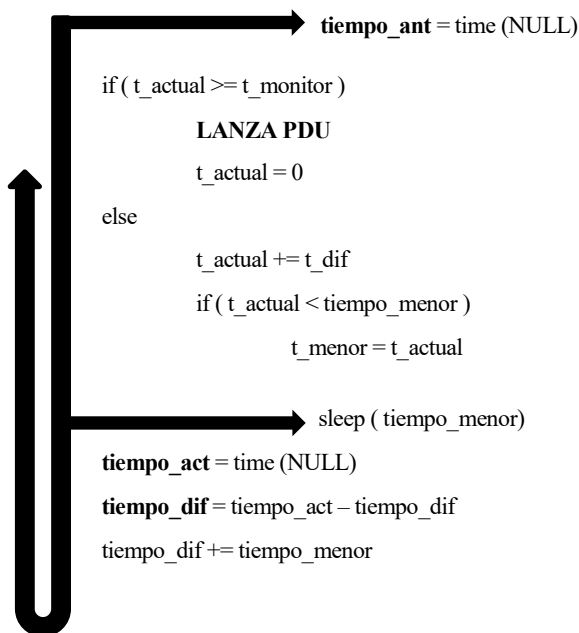 tiempo_ant = time (NULL)
if ( t_actual >= t_monitor )
LANZA PDU
t_actual = 0
else
t_actual += t_dif
if ( t_actual < tiempo_menor )
t_menor = t_actual
sleep ( tiempo_menor)
tiempo_act = time (NULL)
tiempo_dif = tiempo_act – tiempo_dif
tiempo_dif += tiempo_menor